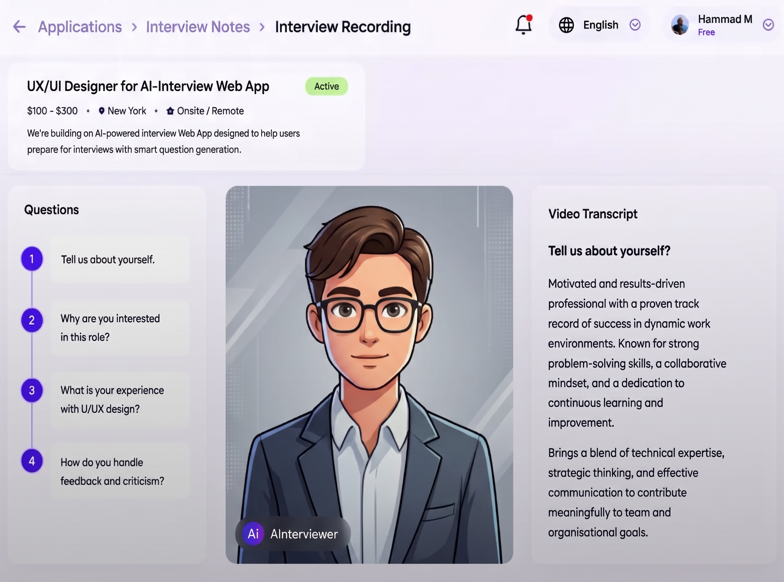 Applications > Interview Notes > Interview Recording
English
Hammad M
Free
UX/UI Designer for AI-Interview Web App
Active
$100 - $300 • New York • Onsite / Remote
We're building on AI-powered interview Web App designed to help users
prepare for interviews with smart question generation.
Questions
1
Tell us about yourself.
2
Why are you interested
in this role?
3
What is your experience
with U/UX design?
4
How do you handle
feedback and criticism?
Ai
AInterviewer
Video Transcript
Tell us about yourself?
Motivated and results-driven
professional with a proven track
record of success in dynamic work
environments. Known for strong
problem-solving skills, a collaborative
mindset, and a dedication to
continuous learning and
improvement.
Brings a blend of technical expertise,
strategic thinking, and effective
communication to contribute
meaningfully to team and
organisational goals.